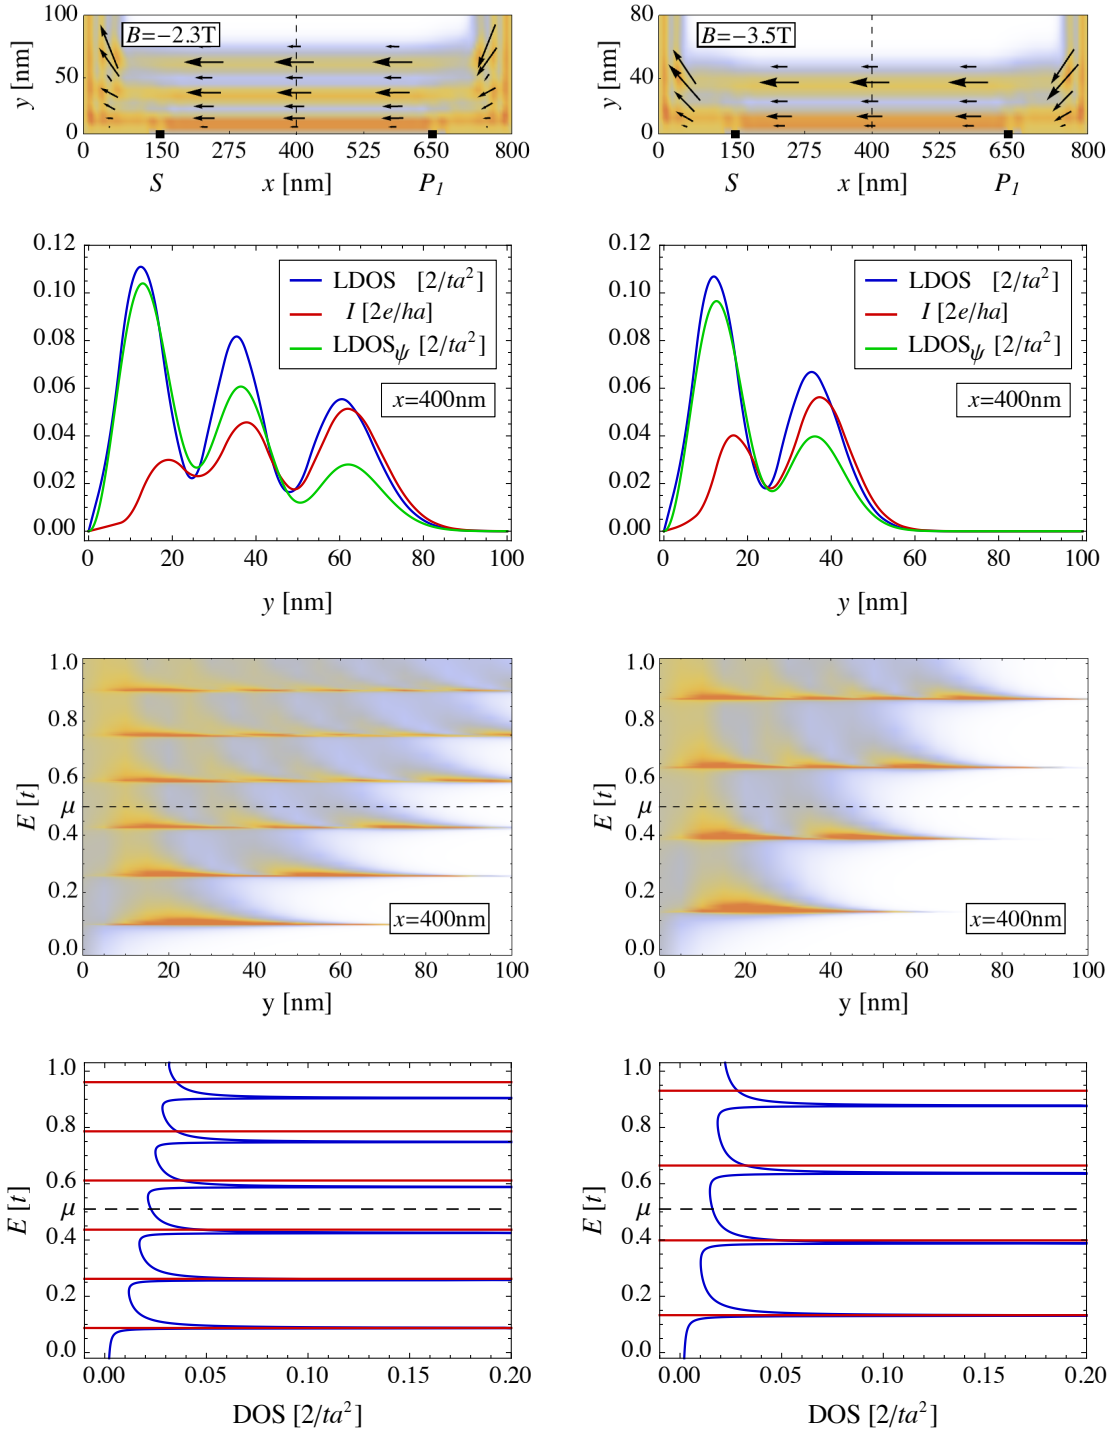 100
50
0
y [nm]
B=−2.3T
0 150 275 400 525 650 800
S x [nm] P1
80
40
0
y [nm]
B=−3.5T
0 150 275 400 525 650 800
S x [nm] P1
0.12
0.10
0.08
0.06
0.04
0.02
0.00
LDOS [2/ta²]
I [2e/ha]
LDOSψ [2/ta²]
x=400nm
0 20 40 60 80 100
y [nm]
0.12
0.10
0.08
0.06
0.04
0.02
0.00
LDOS [2/ta²]
I [2e/ha]
LDOSψ [2/ta²]
x=400nm
0 20 40 60 80 100
y [nm]
1.0
0.8
0.6
μ
0.4
0.2
0.0
E [t]
x=400nm
0 20 40 60 80 100
y [nm]
1.0
0.8
0.6
μ
0.4
0.2
0.0
E [t]
x=400nm
0 20 40 60 80 100
y [nm]
1.0
0.8
0.6
μ
0.4
0.2
0.0
E [t]
0.00 0.05 0.10 0.15 0.20
DOS [2/ta²]
1.0
0.8
0.6
μ
0.4
0.2
0.0
E [t]
0.00 0.05 0.10 0.15 0.20
DOS [2/ta²]